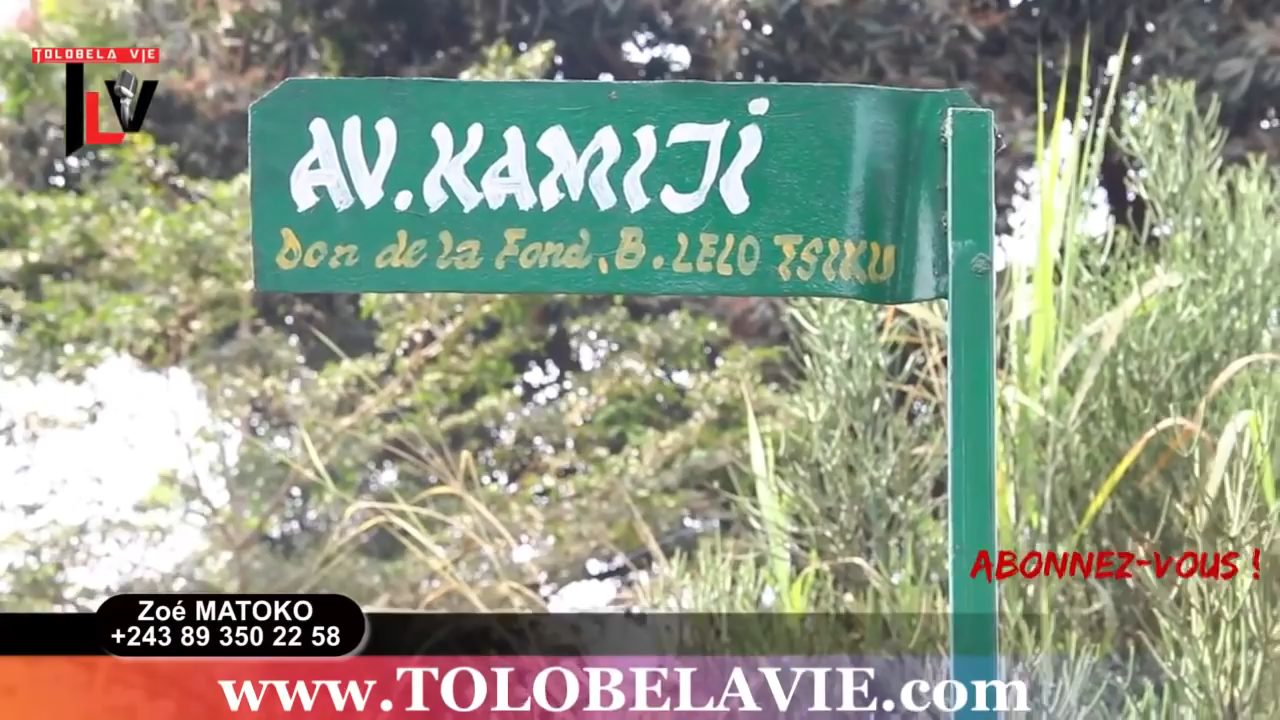 TOLOBELA VIE
TLV
AV. KAMIJi
Don de la Fond. B. LELO TSIKU
ABONNEZ-VOUS !
Zoé MATOKO
+243 89 350 22 58
www.TOLOBELAVIE.com